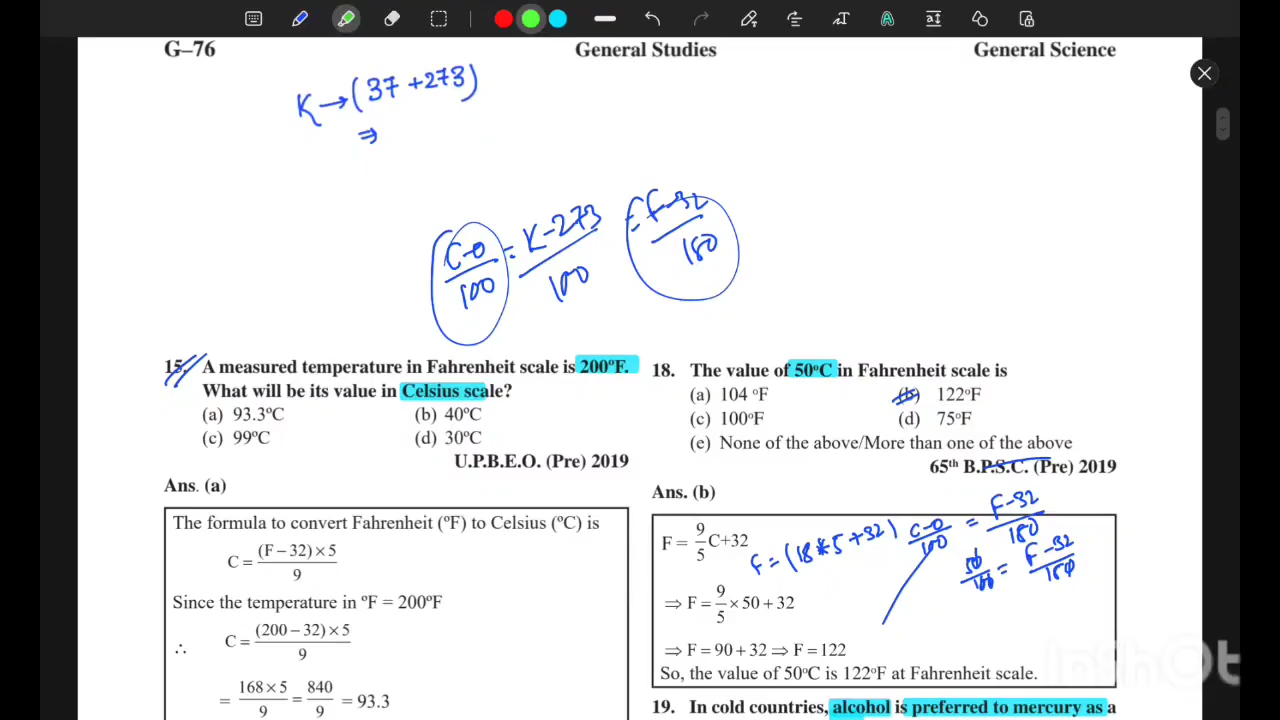 G–76 General Studies General Science
K→(37+273)
⇒
C-0/100 = K-273/100 = F-32/180
15. A measured temperature in Fahrenheit scale is 200ºF.
What will be its value in Celsius scale?
(a) 93.3ºC (b) 40ºC
(c) 99ºC (d) 30ºC
U.P.B.E.O. (Pre) 2019
Ans. (a)
The formula to convert Fahrenheit (ºF) to Celsius (ºC) is
C = (F – 32) × 5 / 9
Since the temperature in ºF = 200ºF
∴ C = (200 – 32) × 5 / 9
= 168 × 5 / 9 = 840 / 9 = 93.3
18. The value of 50ºC in Fahrenheit scale is
(a) 104 ºF (b) 122ºF
(c) 100ºF (d) 75ºF
(e) None of the above/More than one of the above
65th B.P.S.C. (Pre) 2019
Ans. (b)
F = 9/5 C+32
F = (18*5+32)
C-0/100 = F-32/180
50/100 = F-32/180
⇒ F = 9/5 × 50 + 32
⇒ F = 90 + 32 ⇒ F = 122
So, the value of 50ºC is 122ºF at Fahrenheit scale.
19. In cold countries, alcohol is preferred to mercury as a
InShot